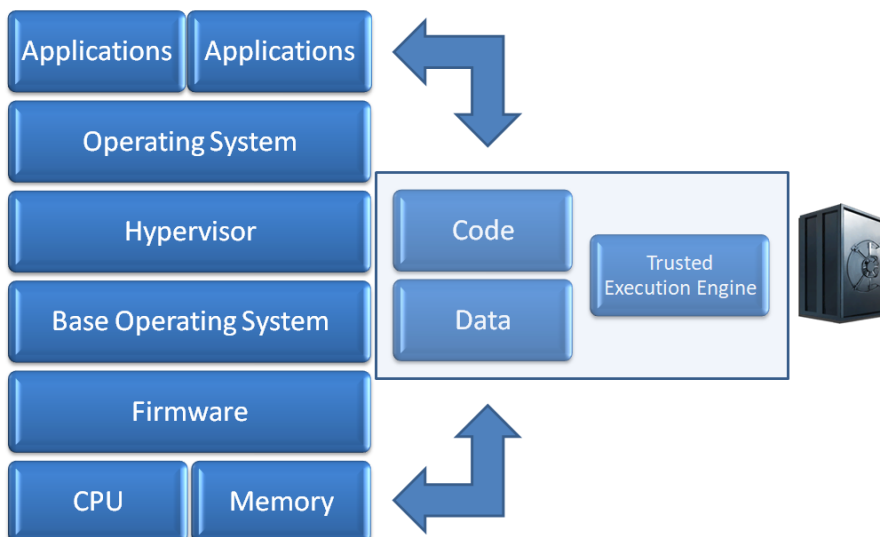 Applications
Applications
Operating System
Hypervisor
Base Operating System
Firmware
CPU
Memory
Code
Data
Trusted
Execution Engine